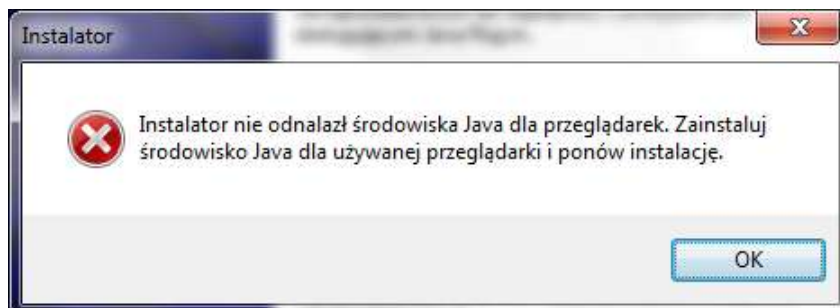 Instalator
Instalator nie odnalazł środowiska Java dla przeglądarek. Zainstaluj
środowisko Java dla używanej przeglądarki i ponów instalację.
OK